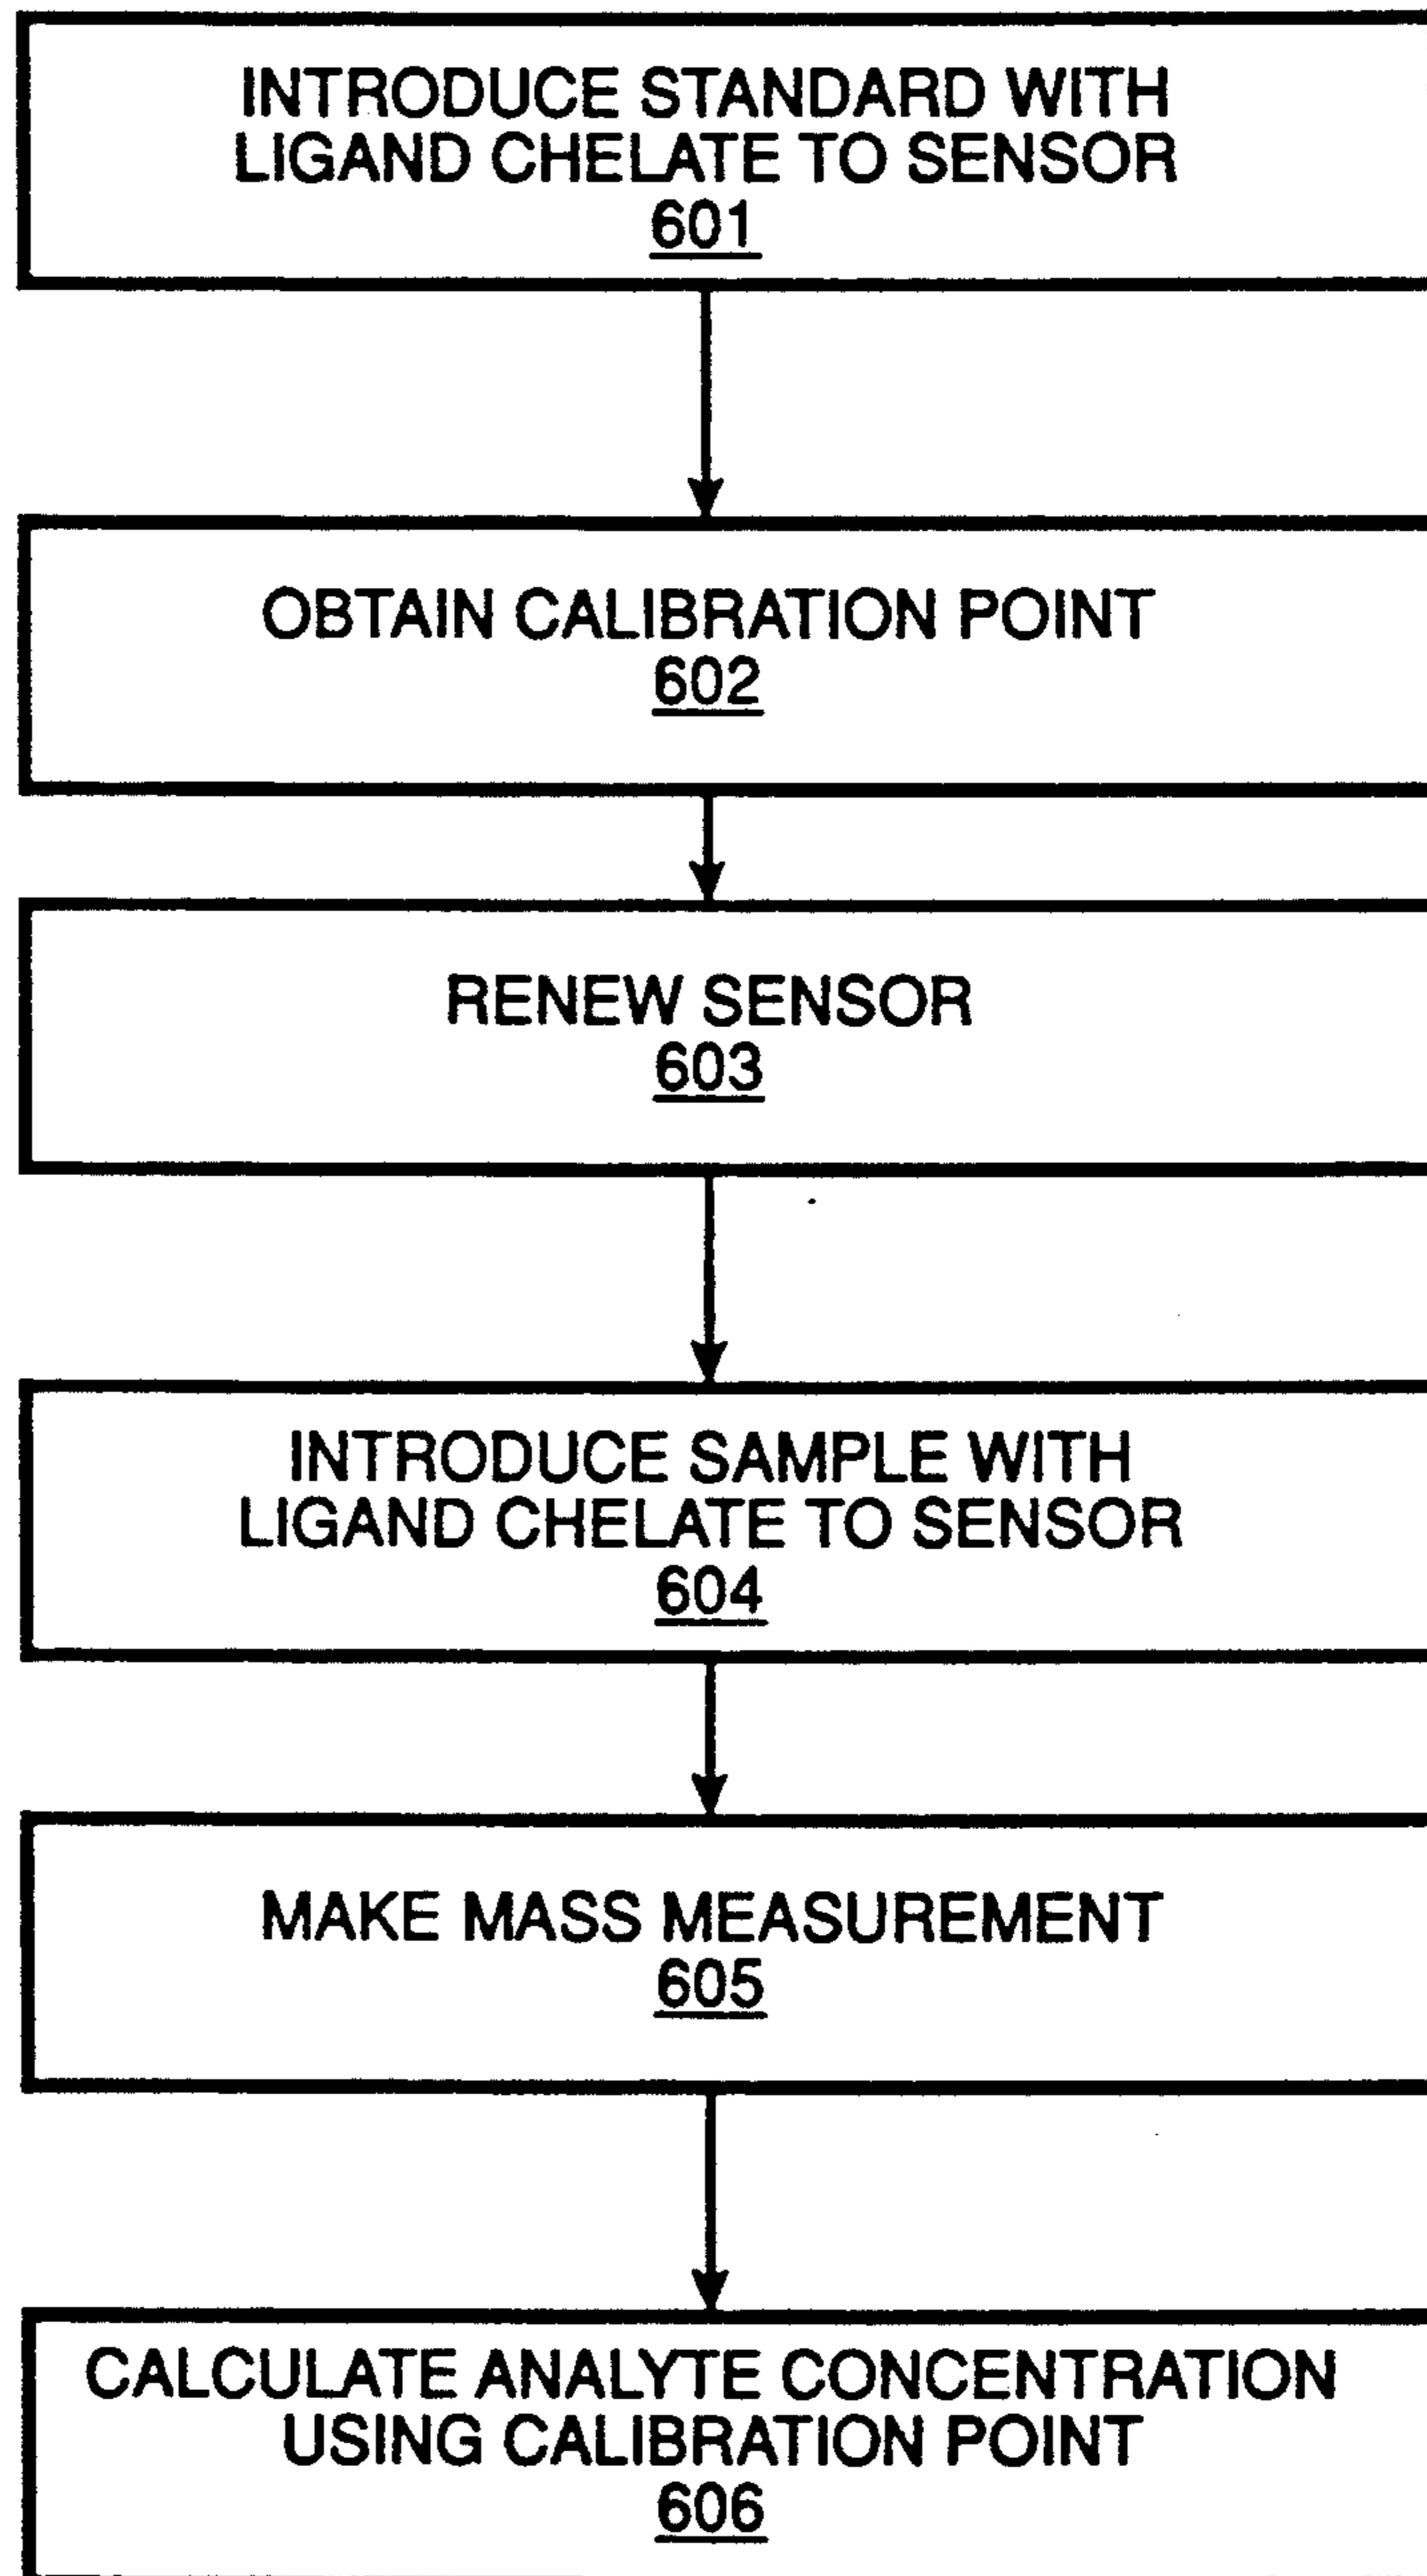 INTRODUCE STANDARD WITH
LIGAND CHELATE TO SENSOR
601
OBTAIN CALIBRATION POINT
602
RENEW SENSOR
603
INTRODUCE SAMPLE WITH
LIGAND CHELATE TO SENSOR
604
MAKE MASS MEASUREMENT
605
CALCULATE ANALYTE CONCENTRATION
USING CALIBRATION POINT
606